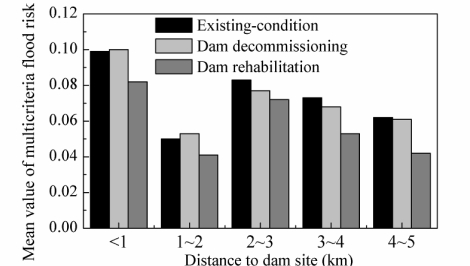 Mean value of multicriteria flood risk
0.12
0.10
0.08
0.06
0.04
0.02
0.00
Existing-condition
Dam decommissioning
Dam rehabilitation
<1
1~2
2~3
3~4
4~5
Distance to dam site (km)